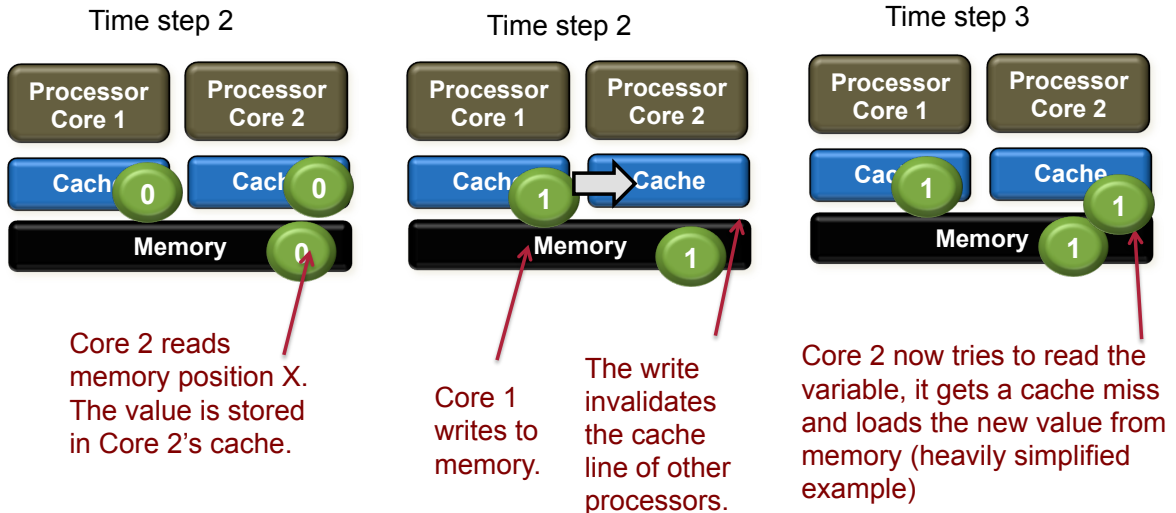 Time step 2
Processor
Core 1
Processor
Core 2
Cach
0
Cach
0
Memory
0
Core 2 reads
memory position X.
The value is stored
in Core 2’s cache.
Time step 2
Processor
Core 1
Processor
Core 2
Cache
1
Cache
Memory
1
Core 1
writes to
memory.
The write
invalidates
the cache
line of other
processors.
Time step 3
Processor
Core 1
Processor
Core 2
Cac
1
Cache
1
Memory
1
Core 2 now tries to read the
variable, it gets a cache miss
and loads the new value from
memory (heavily simplified
example)